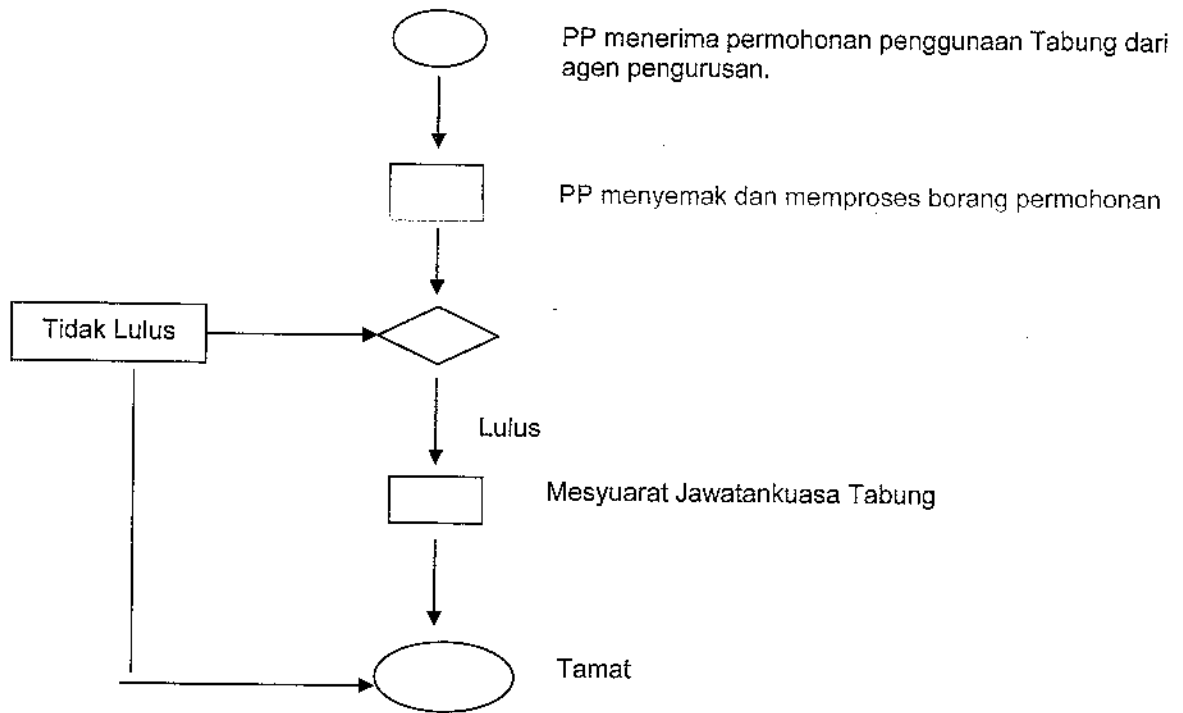 PP menerima permohonan penggunaan Tabung dari
agen pengurusan.
PP menyemak dan memproses borang permohonan
Tidak Lulus
Lulus
Mesyuarat Jawatankuasa Tabung
Tamat